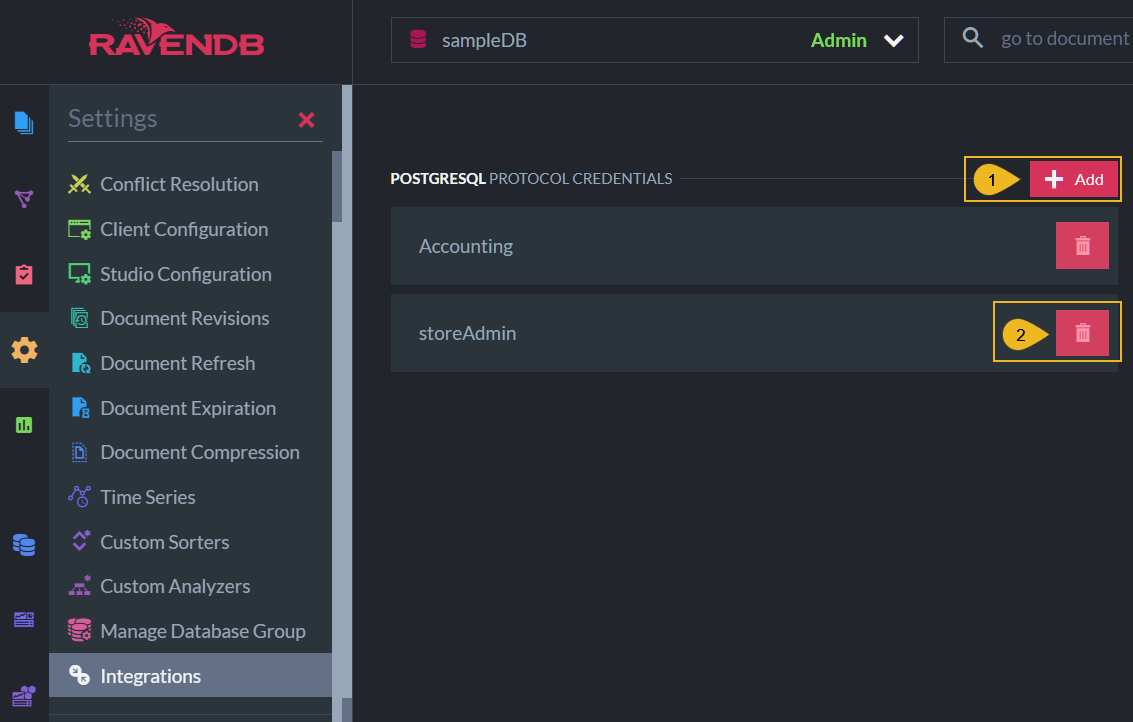 RAVENDB
sampleDB Admin
go to document
Settings
Conflict Resolution
Client Configuration
Studio Configuration
Document Revisions
Document Refresh
Document Expiration
Document Compression
Time Series
Custom Sorters
Custom Analyzers
Manage Database Group
Integrations
POSTGRESQL PROTOCOL CREDENTIALS
1 Add
Accounting
storeAdmin
2